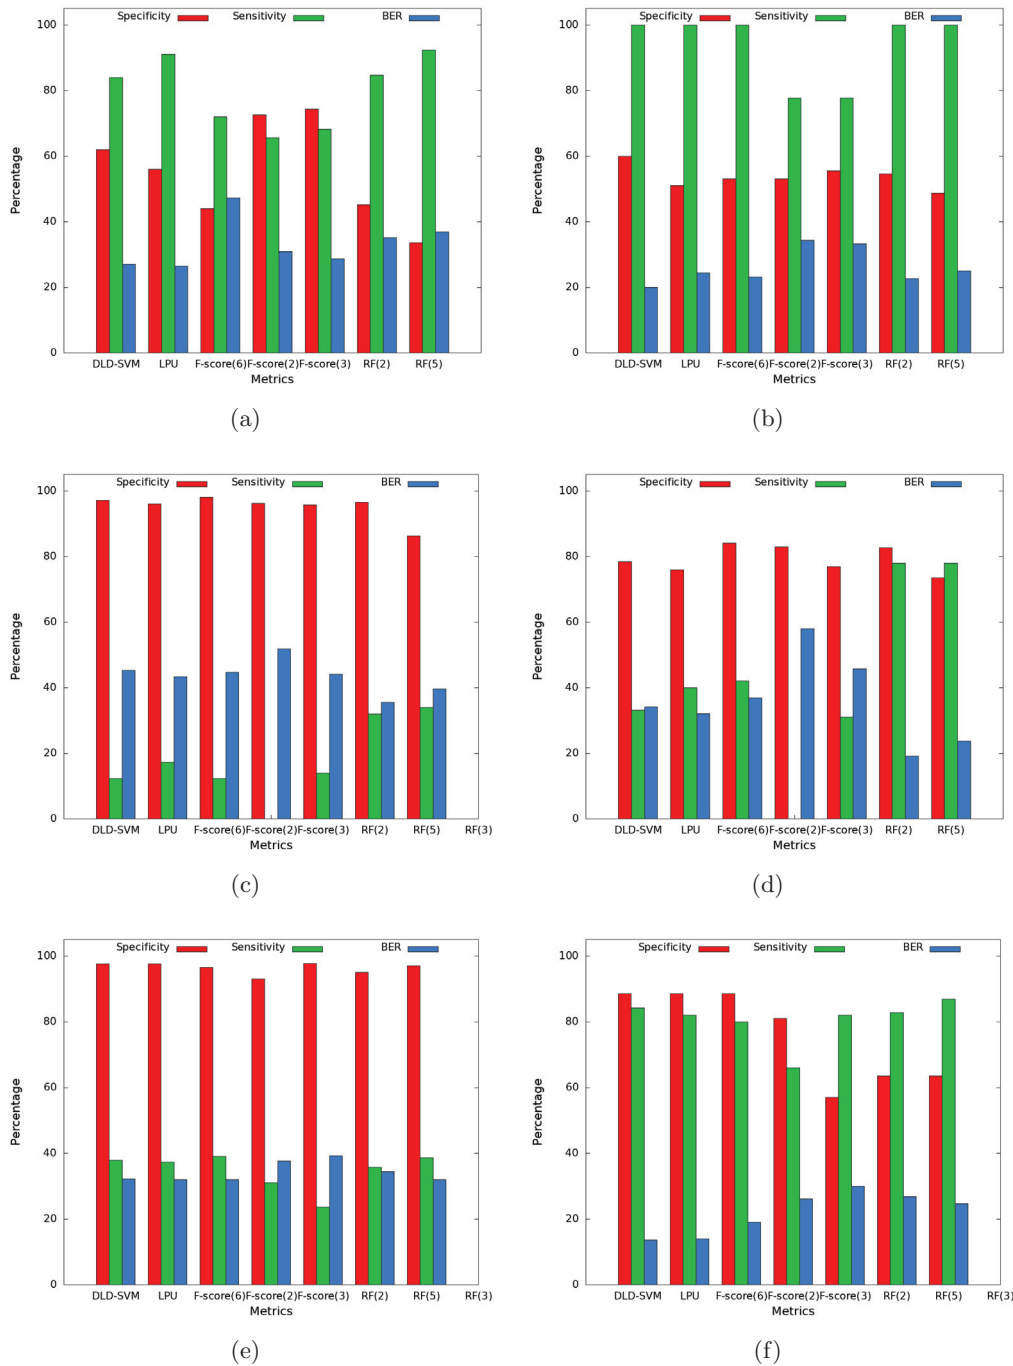 Specificity Sensitivity BER
100
80
60
40
20
0
Percentage
DLD-SVM LPU F-score(6) F-score(2) F-score(3) RF(2) RF(5)
Metrics
(a)
Specificity Sensitivity BER
100
80
60
40
20
0
Percentage
DLD-SVM LPU F-score(6) F-score(2) F-score(3) RF(2) RF(5)
Metrics
(b)
Specificity Sensitivity BER
100
80
60
40
20
0
Percentage
DLD-SVM LPU F-score(6) F-score(2) F-score(3) RF(2) RF(5) RF(3)
Metrics
(c)
Specificity Sensitivity BER
100
80
60
40
20
0
Percentage
DLD-SVM LPU F-score(6) F-score(2) F-score(3) RF(2) RF(5)
Metrics
(d)
Specificity Sensitivity BER
100
80
60
40
20
0
Percentage
DLD-SVM LPU F-score(6) F-score(2) F-score(3) RF(2) RF(5) RF(3)
Metrics
(e)
Specificity Sensitivity BER
100
80
60
40
20
0
Percentage
DLD-SVM LPU F-score(6) F-score(2) F-score(3) RF(2) RF(5) RF(3)
Metrics
(f)